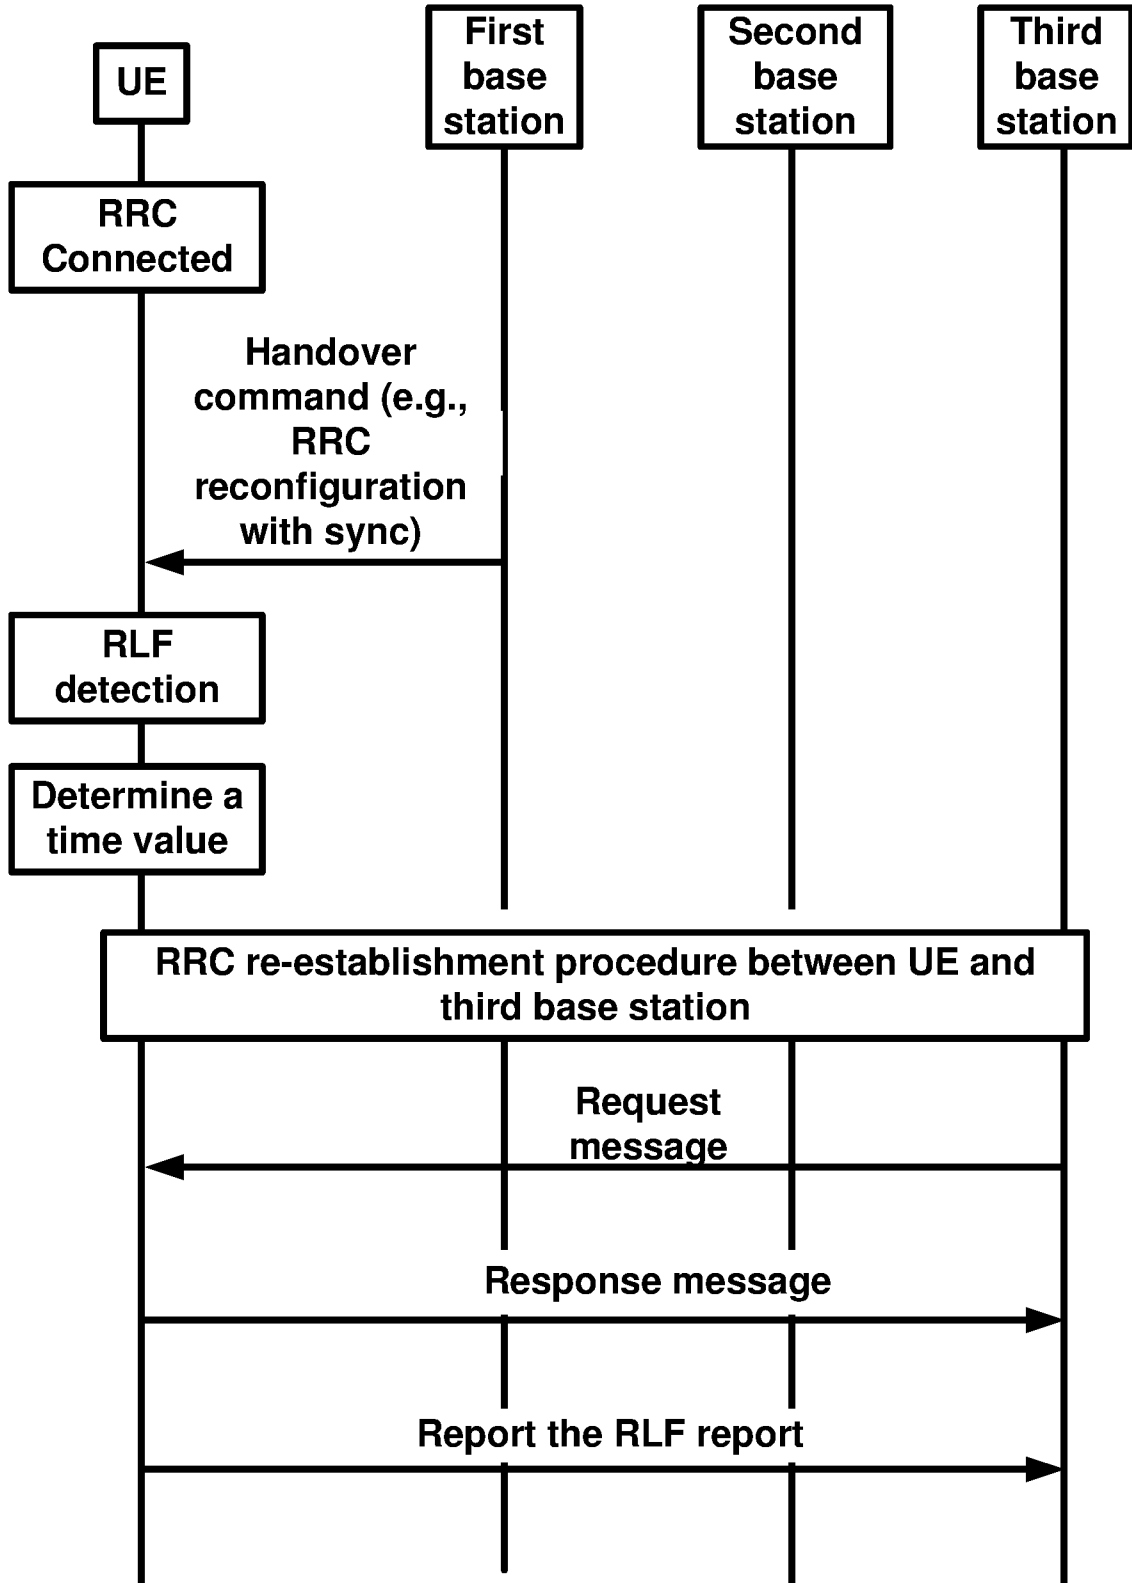 UE
First
base
station
Second
base
station
Third
base
station
RRC
Connected
Handover
command (e.g.,
RRC
reconfiguration
with sync)
RLF
detection
Determine a
time value
RRC re-establishment procedure between UE and
third base station
Request
message
Response message
Report the RLF report